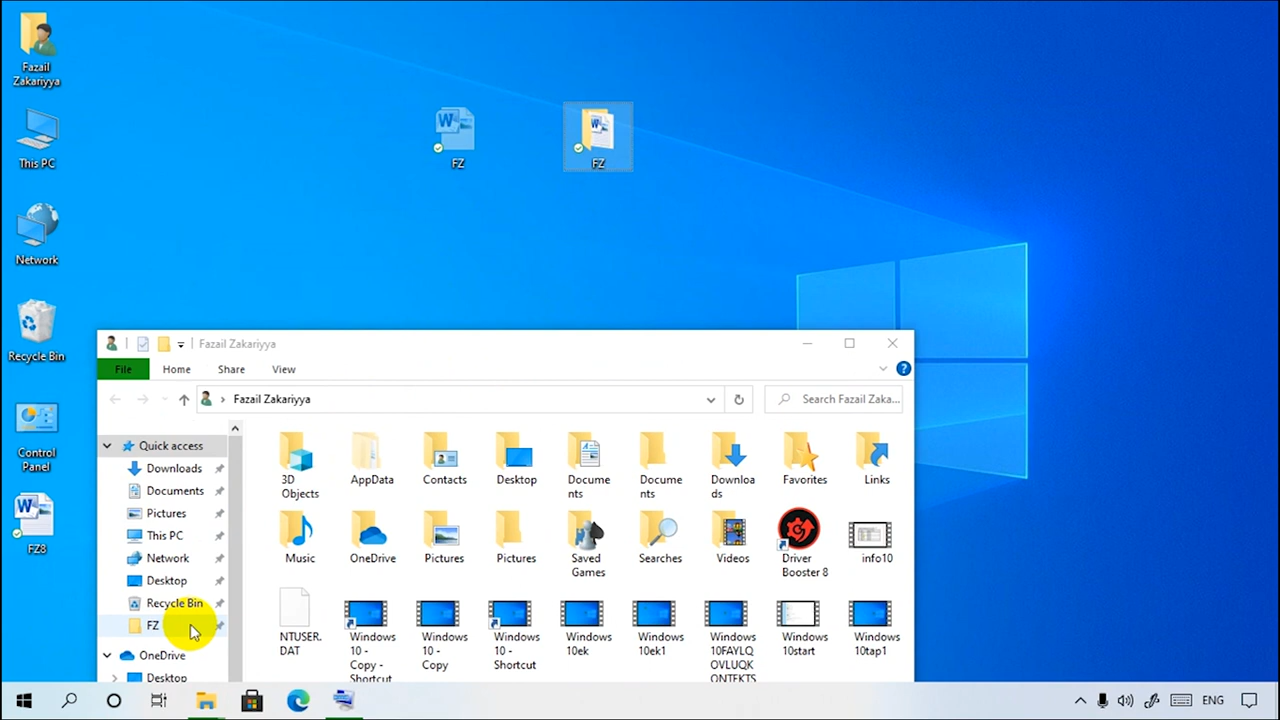 Fazail
Zakariyya
This PC
Network
Recycle Bin
Control
Panel
FZ8
FZ
FZ
Fazail Zakariyya
File
Home
Share
View
Fazail Zakariyya
Search Fazail Zaka...
Quick access
Downloads
Documents
Pictures
This PC
Network
Desktop
Recycle Bin
FZ
OneDrive
Desktop
3D
Objects
AppData
Contacts
Desktop
Docume
nts
Docume
nts
Downloa
ds
Favorites
Links
Music
OneDrive
Pictures
Pictures
Saved
Games
Searches
Videos
Driver
Booster 8
info10
NTUSER.
DAT
Windows
10 -
Copy -
Shortcut
Windows
10 -
Copy
Windows
10 -
Shortcut
Windows
10ek
Windows
10ek1
Windows
10FAYLQ
OVLUQK
ONTEKTS
Windows
10start
Windows
10tap1
ENG